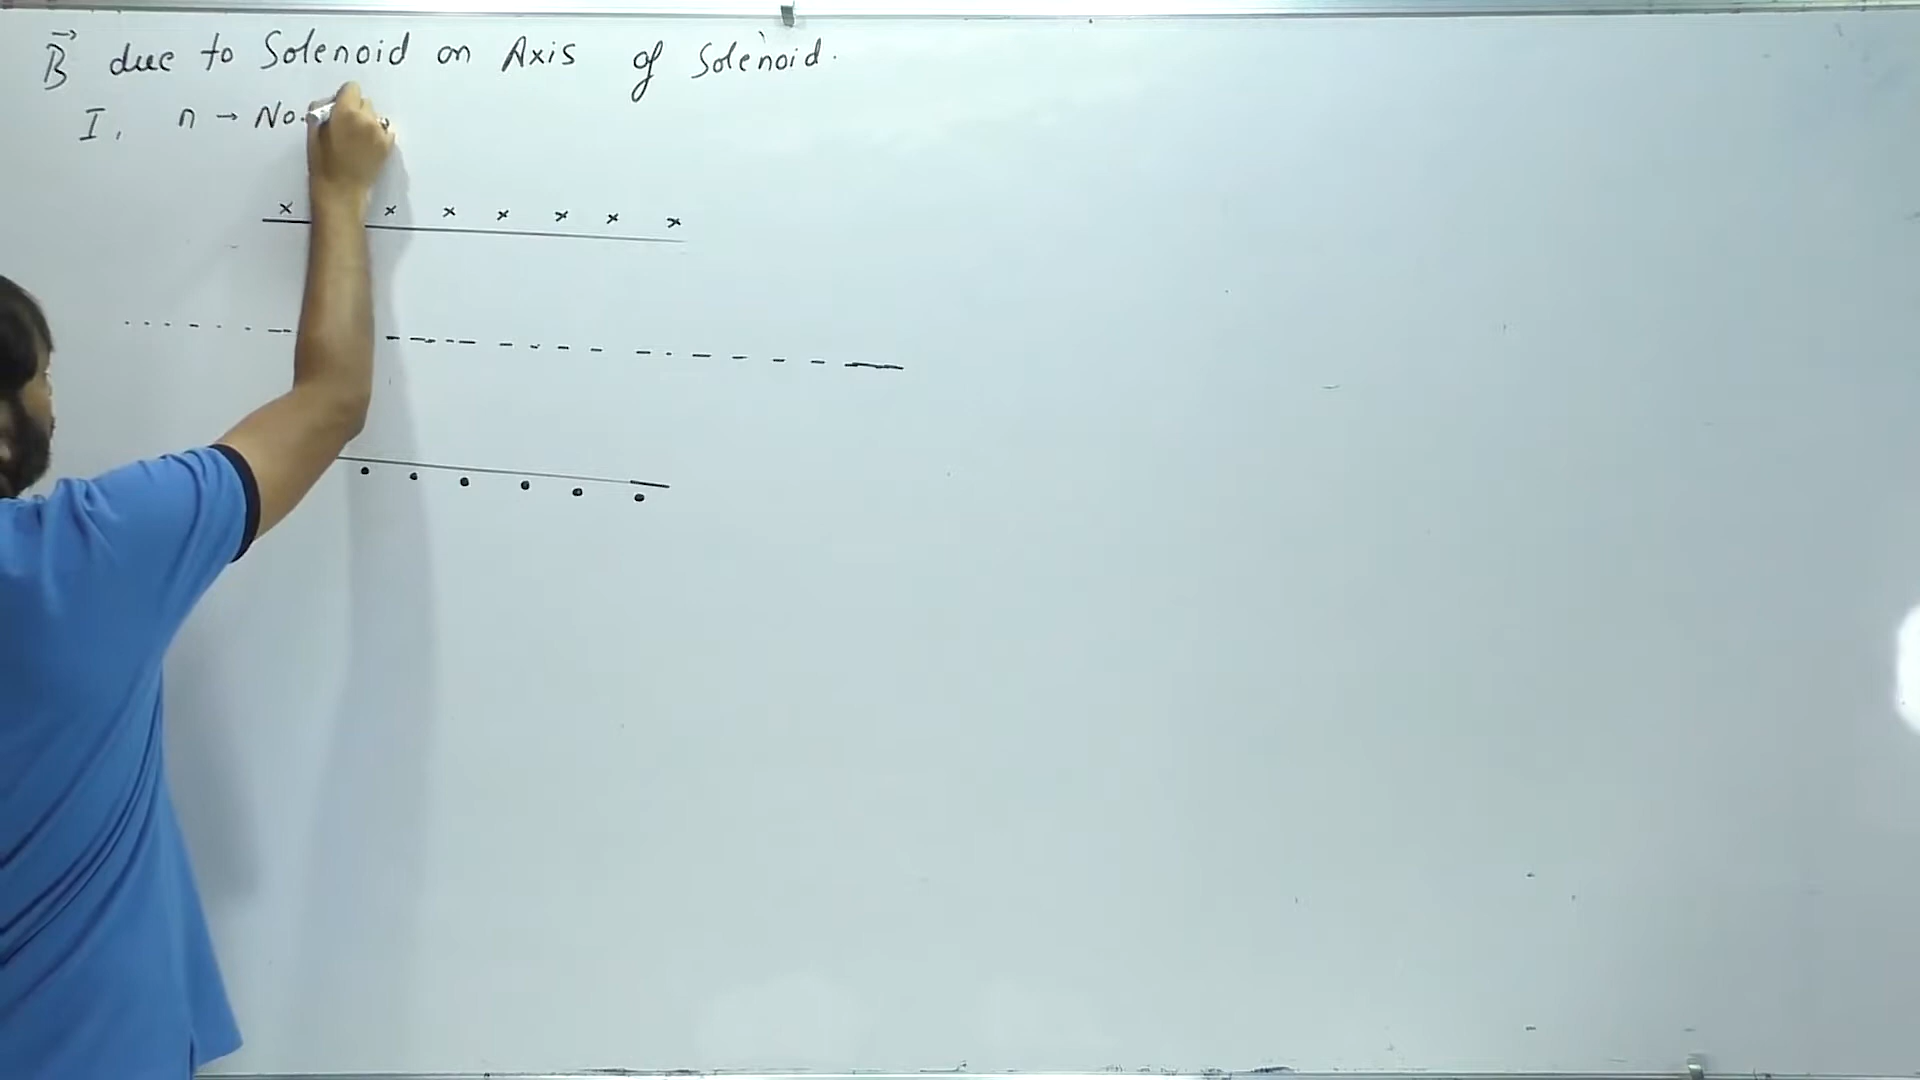 B⃗ due to Solenoid on Axis of Solenoid.
I, n → No.
x x x x x x x